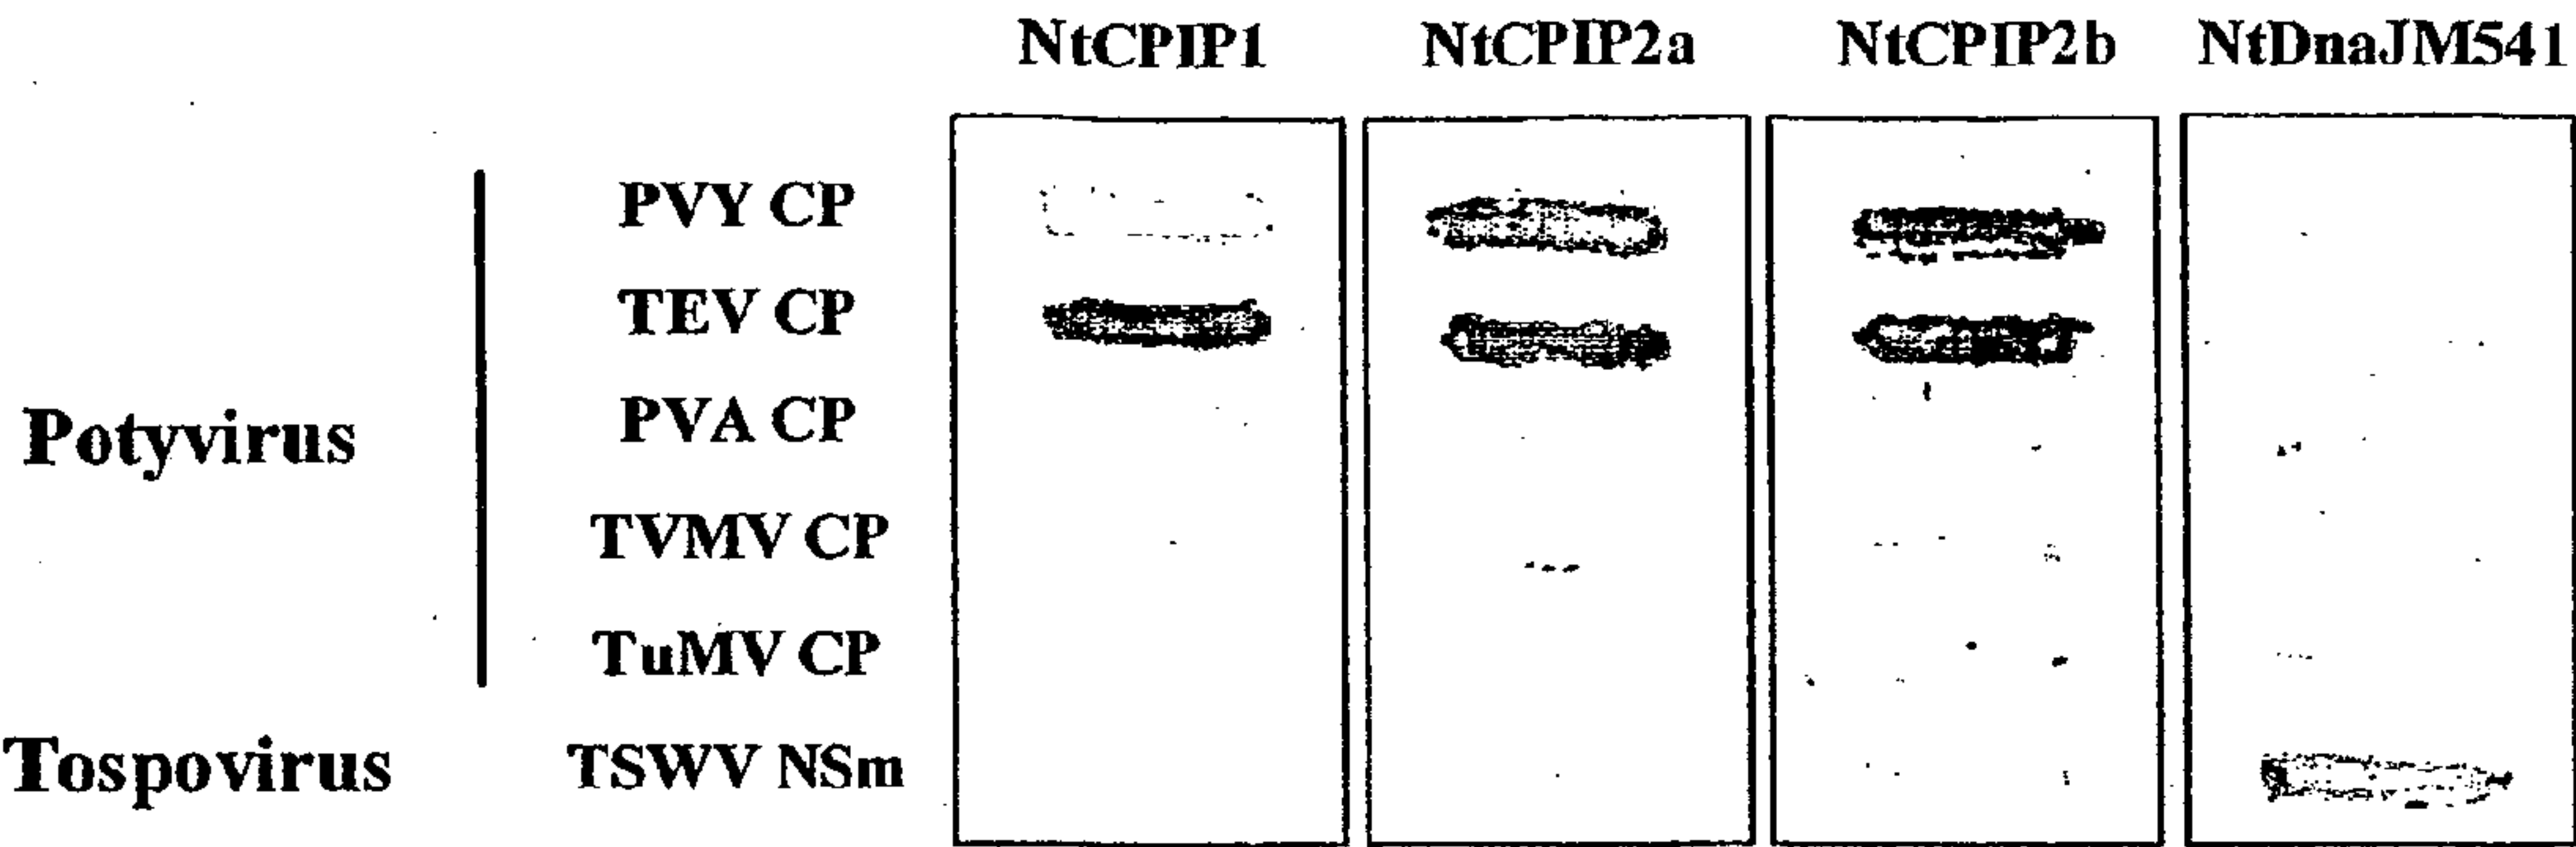 NtCPIP1 NtCPIP2a NtCPIP2b NtDnaJM541
PVY CP
TEV CP
PVA CP
Potyvirus
TVMV CP
TuMV CP
Tospovirus TSWV NSm